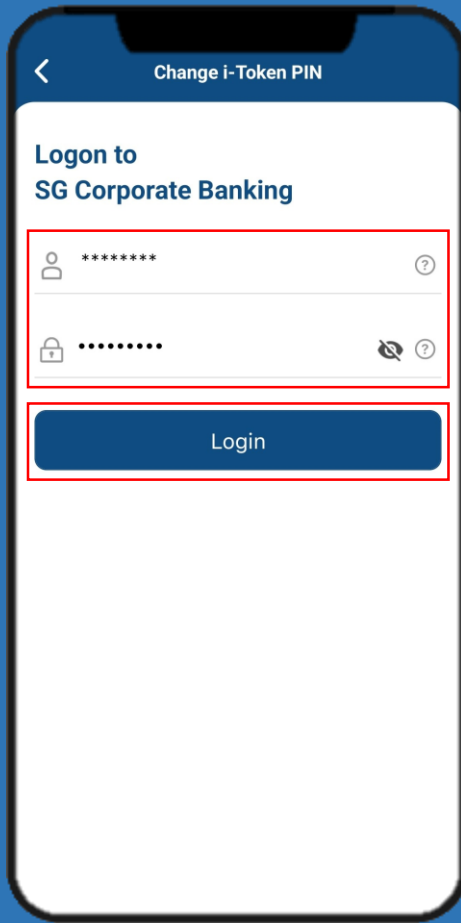 Change i-Token PIN
Logon to
SG Corporate Banking
********
•••••••••
Login